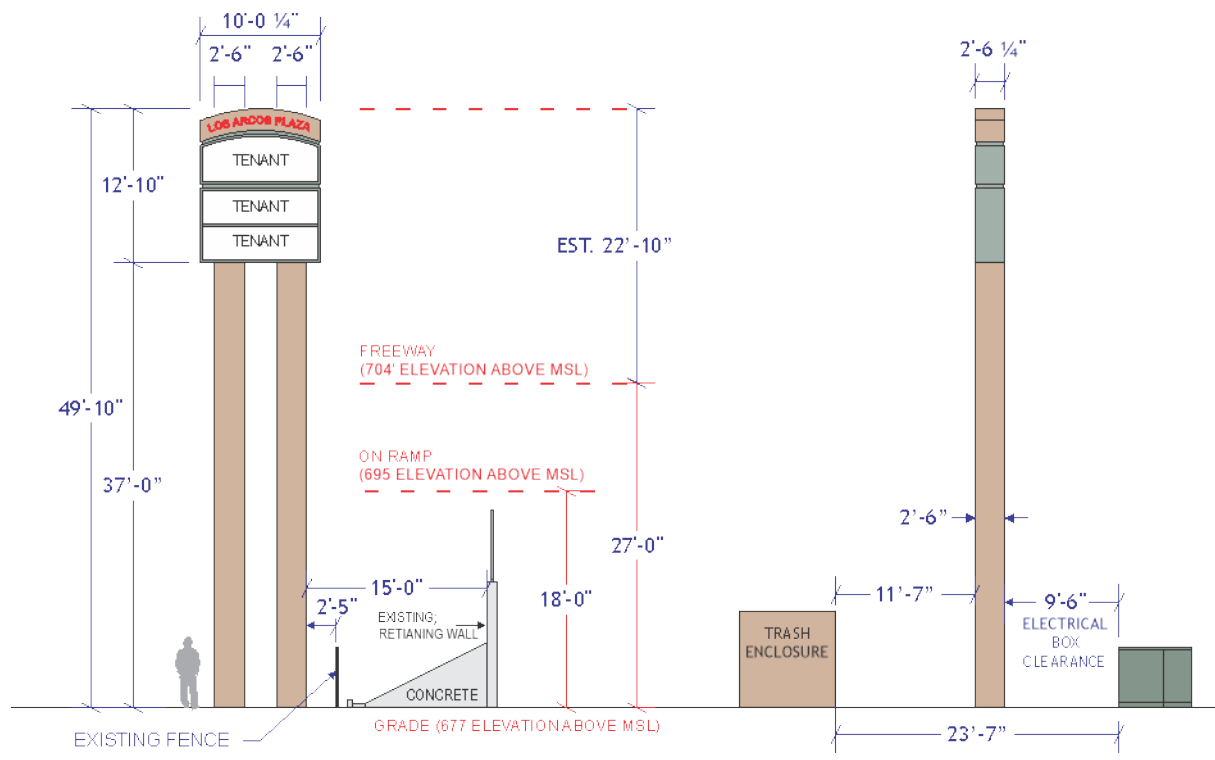 10'-0 ¼"
2'-6"
2'-6"
2'-6 ¼"
LOS ARCOS PLAZA
TENANT
12'-10"
TENANT
TENANT
EST. 22'-10"
FREEWAY
(704' ELEVATION ABOVE MSL)
49'-10"
ON RAMP
(695 ELEVATION ABOVE MSL)
37'-0"
2'-6"
27'-0"
15'-0"
18'-0"
11'-7"
9'-6"
2'-5"
EXISTING;
RETIANING WALL
ELECTRICAL
BOX
CLEARANCE
TRASH
ENCLOSURE
CONCRETE
GRADE (677 ELEVATION ABOVE MSL)
EXISTING FENCE
23'-7"